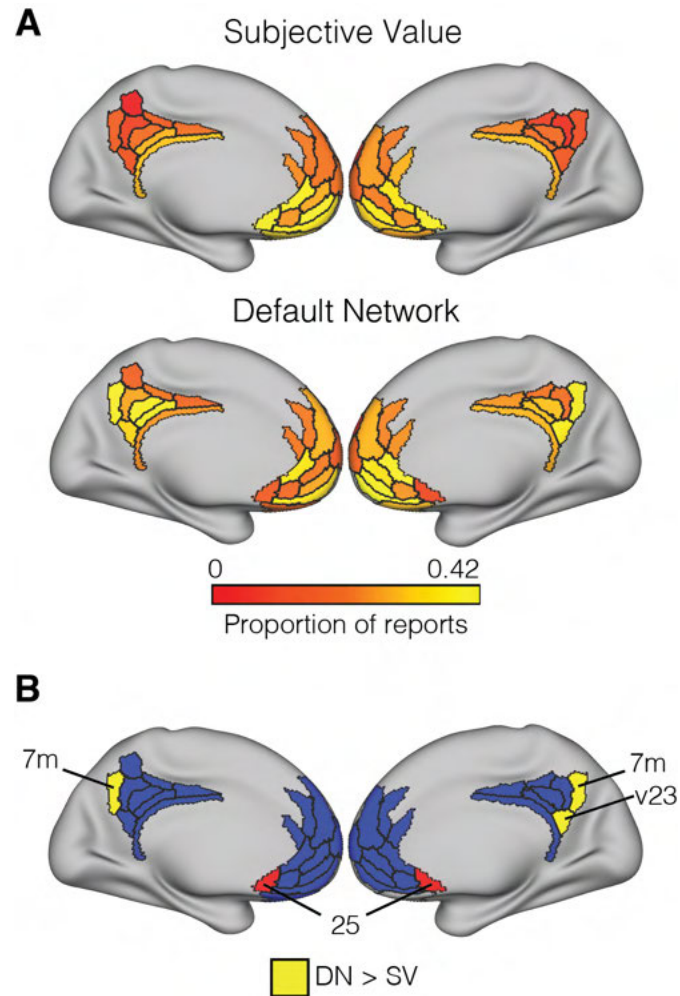 A
Subjective Value
Default Network
0 0.42
Proportion of reports
B
7m
7m
v23
25
DN > SV